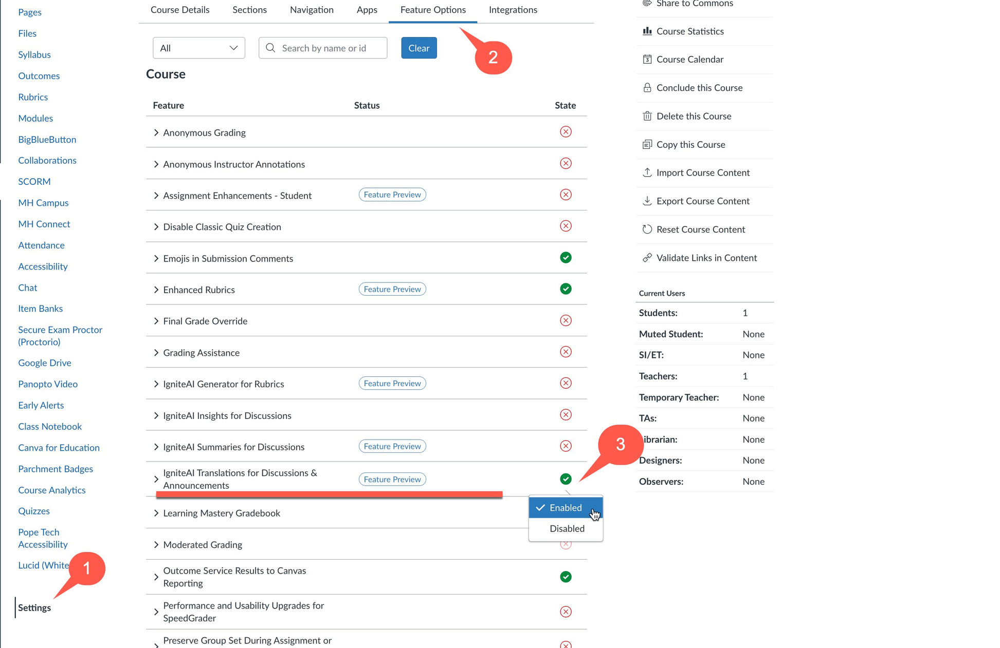 Pages
Files
Syllabus
Outcomes
Rubrics
Modules
BigBlueButton
Collaborations
SCORM
MH Campus
MH Connect
Attendance
Accessibility
Chat
Item Banks
Secure Exam Proctor
(Proctorio)
Google Drive
Panopto Video
Early Alerts
Class Notebook
Canva for Education
Parchment Badges
Course Analytics
Quizzes
Pope Tech
Accessibility
Lucid (White
1
Settings
Course Details Sections Navigation Apps Feature Options Integrations
2
All Search by name or id Clear
Course
Feature Status State
Anonymous Grading
Anonymous Instructor Annotations
Assignment Enhancements - Student Feature Preview
Disable Classic Quiz Creation
Emojis in Submission Comments
Enhanced Rubrics Feature Preview
Final Grade Override
Grading Assistance
IgniteAI Generator for Rubrics Feature Preview
IgniteAI Insights for Discussions
IgniteAI Summaries for Discussions Feature Preview
3
IgniteAI Translations for Discussions &
Announcements Feature Preview
Enabled
Disabled
Learning Mastery Gradebook
Moderated Grading
Outcome Service Results to Canvas
Reporting
Performance and Usability Upgrades for
SpeedGrader
Preserve Group Set During Assignment or
Share to Commons
Course Statistics
3 Course Calendar
Conclude this Course
Delete this Course
Copy this Course
Import Course Content
Export Course Content
Reset Course Content
Validate Links in Content
Current Users
Students: 1
Muted Student: None
SI/ET: None
Teachers: 1
Temporary Teacher: None
TAs: None
ibrarian: None
Designers: None
Observers: None